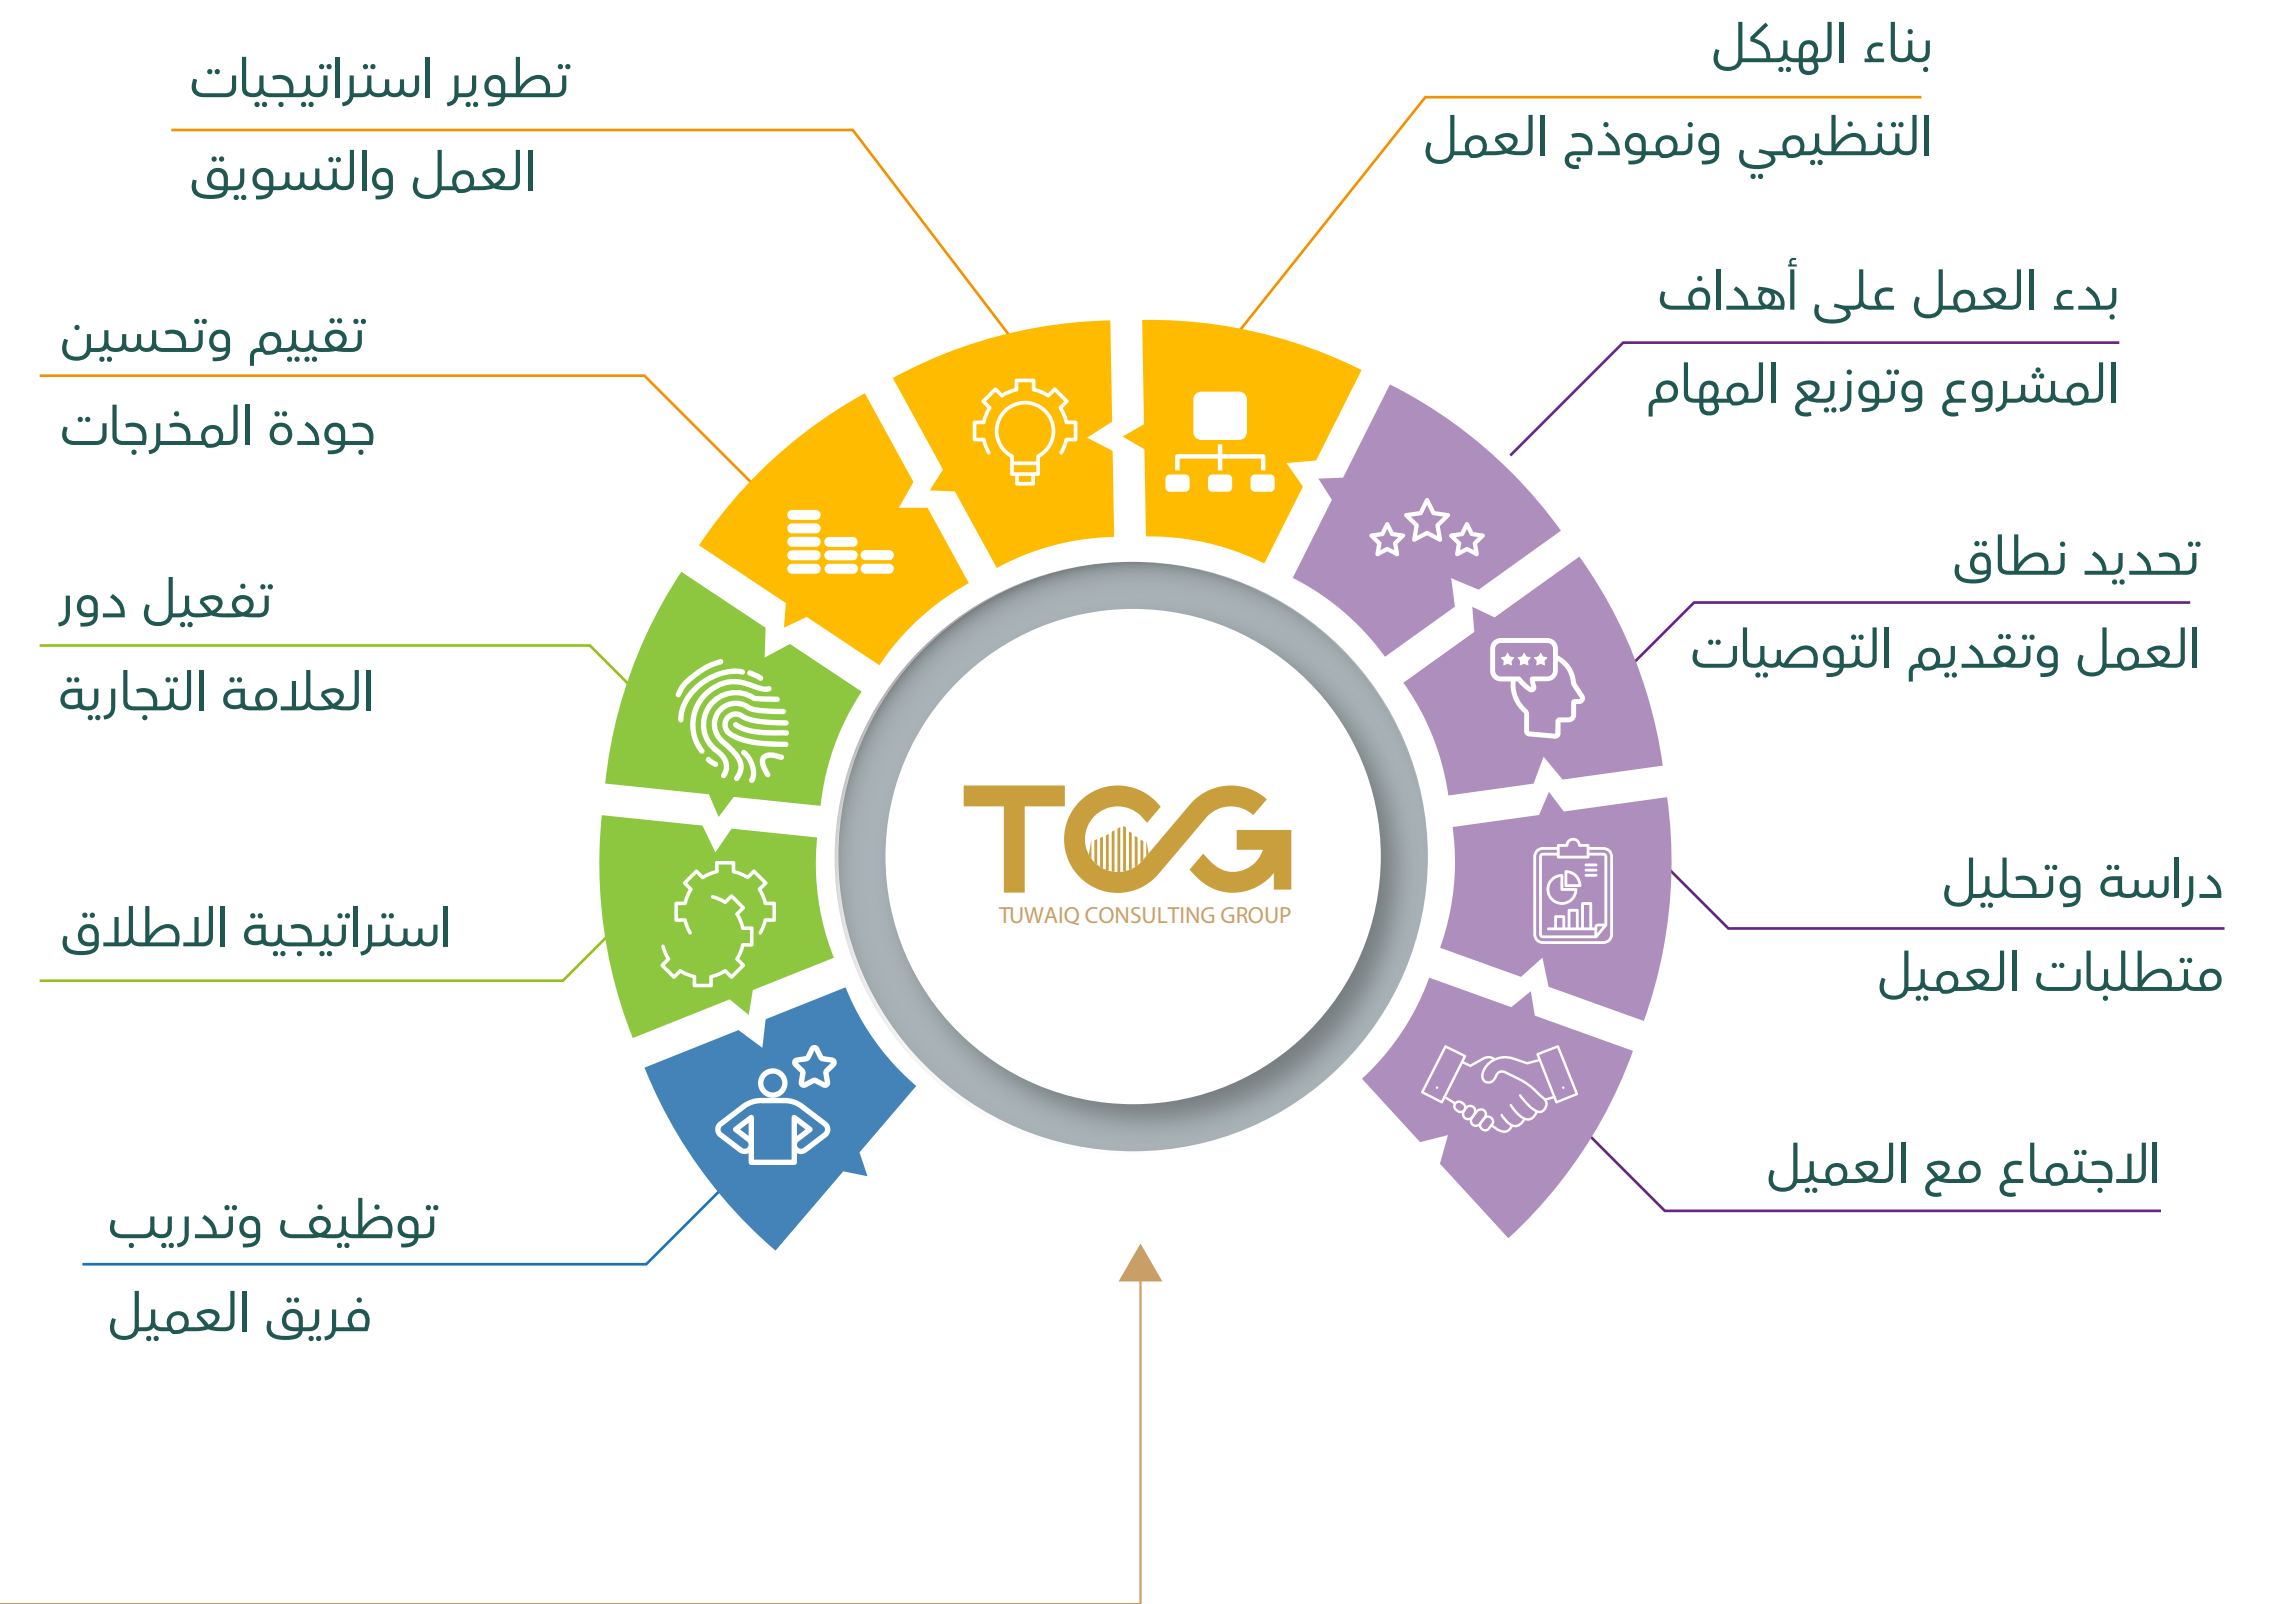 بناء الهيكل
التنظيمي ونموذج العمل
بدء العمل على أهداف
المشروع وتوزيع المهام
تحديد نطاق
العمل وتقديم التوصيات
دراسة وتحليل
متطلبات العميل
الاجتماع مع العميل
تطوير استراتيجيات
العمل والتسويق
تقييم وتحسين
جودة المخرجات
تفعيل دور
العلامة التجارية
استراتيجية الاطلاق
توظيف وتدريب
فريق العميل
TCG
TUWAIQ CONSULTING GROUP